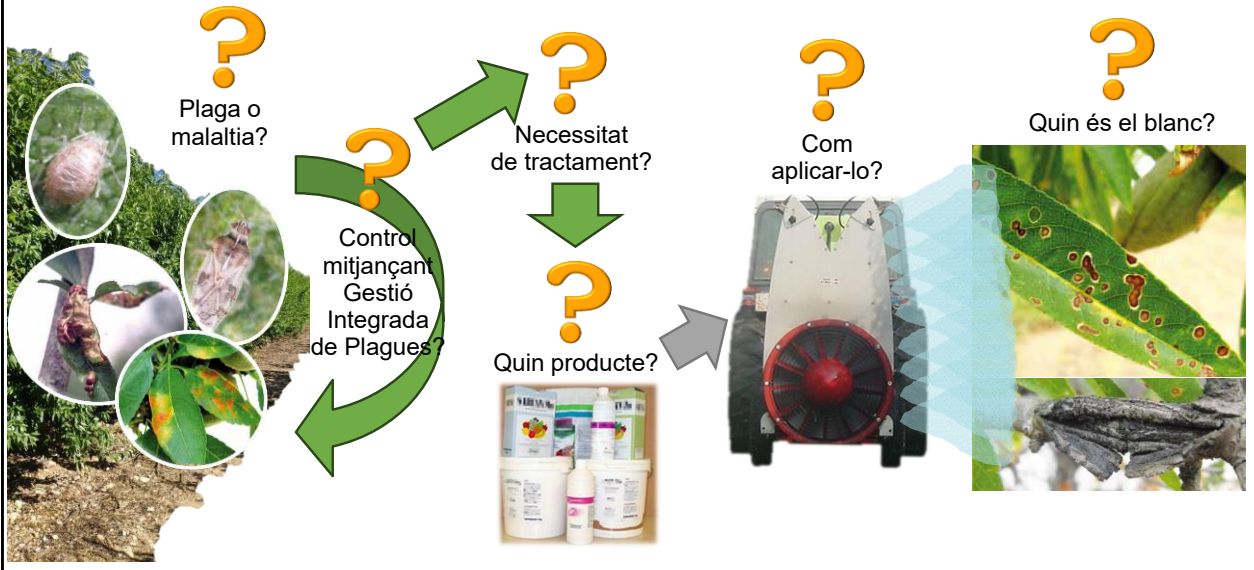 Plaga o
malaltia?
Control
mitjançant
Gestió
Integrada
de Plagues?
Necessitat
de tractament?
Quin producte?
Com
aplicar-lo?
Quin és el blanc?